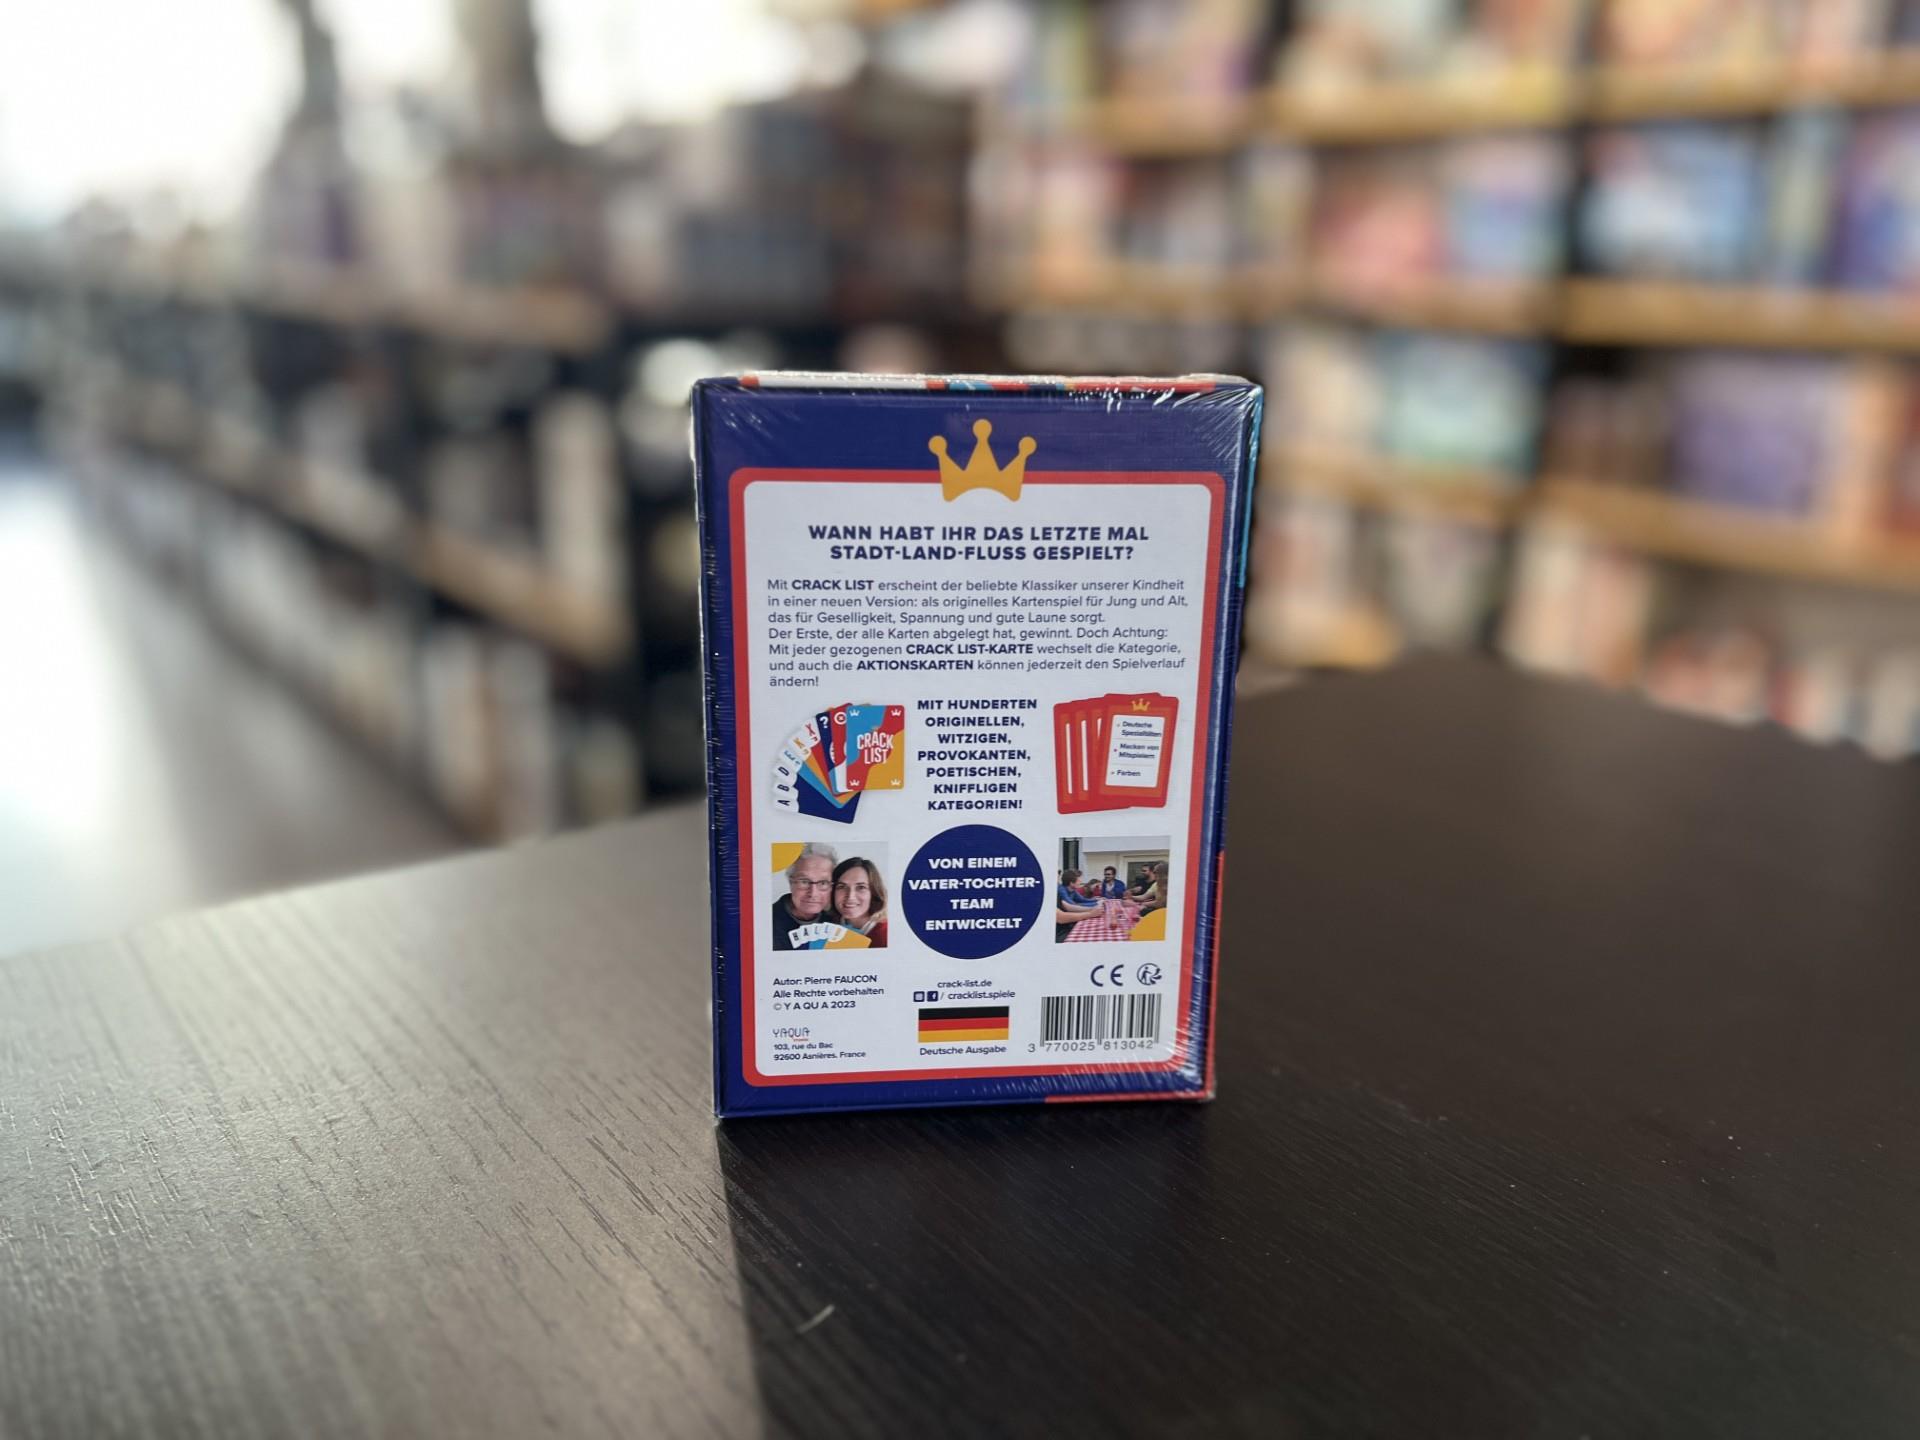 WANN HABT IHR DAS LETZTE MAL
STADT-LAND-FLUSS GESPIELT?
Mit CRACK LIST erscheint der beliebte Klassiker unserer Kindheit
in einer neuen Version: als originelles Kartenspiel für Jung und Alt,
das für Geselligkeit, Spannung und gute Laune sorgt.
Der Erste, der alle Karten abgelegt hat, gewinnt. Doch Achtung:
Mit jeder gezogenen CRACK LIST-KARTE wechselt die Kategorie,
und auch die AKTIONSKARTEN können jederzeit den Spielverlauf
ändern!
A B D
?
CRACK
LIST
MIT HUNDERTEN
ORIGINELLEN,
WITZIGEN,
PROVOKANTEN,
POETISCHEN,
KNIFFLIGEN
KATEGORIEN!
Deutsche
Spezialitäten
Macken von
Mitspielern
Farben
HALLO
VON EINEM
VATER-TOCHTER-
TEAM
ENTWICKELT
Autor: Pierre FAUCON
Alle Rechte vorbehalten
© Y A QU A 2023
YAQUA
103, rue du Bac
92600 Asnières, France
crack-list.de
/ cracklist.spiele
Deutsche Ausgabe
CE
3 770025 813042